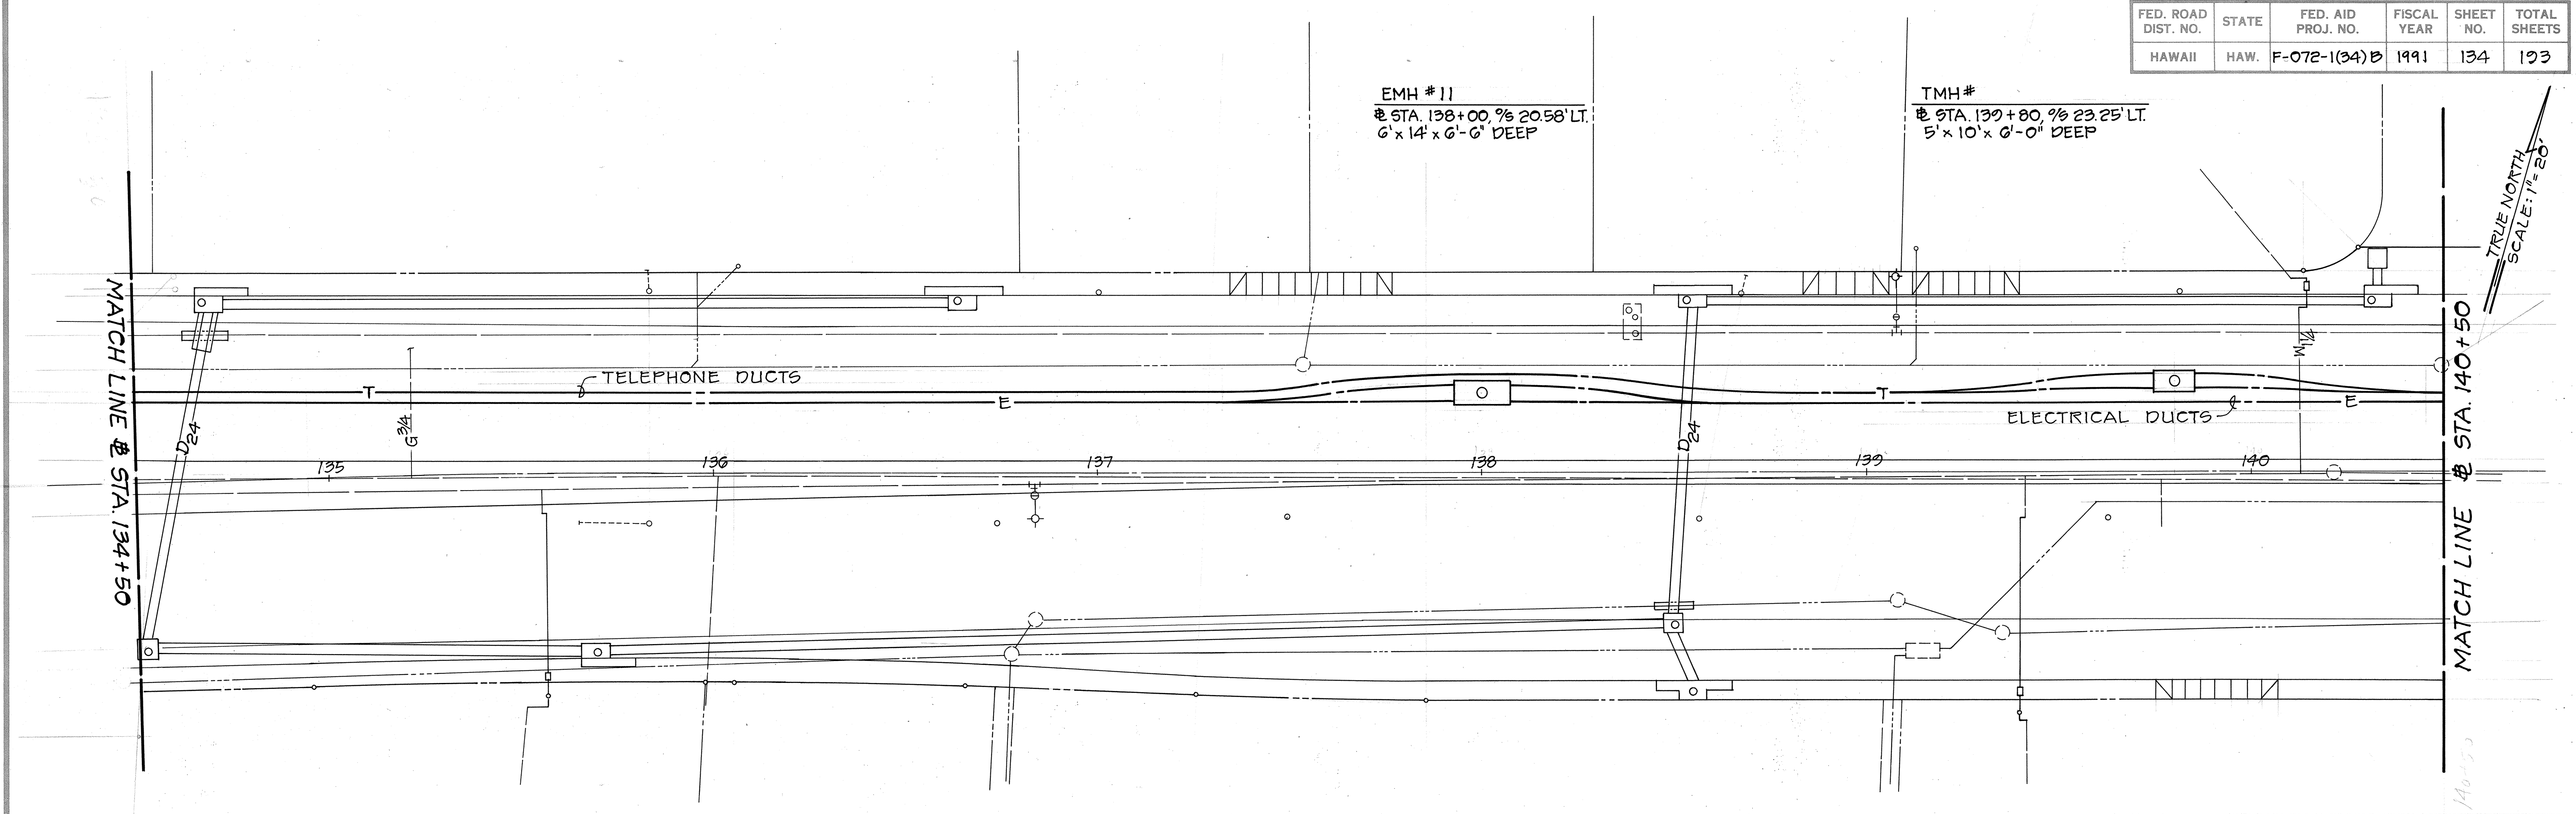 FED. ROAD DIST. NO.
STATE
FED. AID PROJ. NO.
FISCAL YEAR
SHEET NO.
TOTAL SHEETS
HAWAII
HAW.
F-072-1(34)B
1991
134
193
EMH #11
℄ STA. 138+00, O/S 20.58' LT.
6' x 14' x 6'-6" DEEP
TMH#
℄ STA. 139+80, O/S 23.25' LT.
5' x 10' x 6'-0" DEEP
TRUE NORTH
SCALE: 1" = 20'
MATCH LINE ℄ STA. 134+50
TELEPHONE DUCTS
T
E
T
E
ELECTRICAL DUCTS
D24
G 3/4
D24
W 1 1/4
135
136
137
138
139
140
MATCH LINE ℄ STA. 140+50